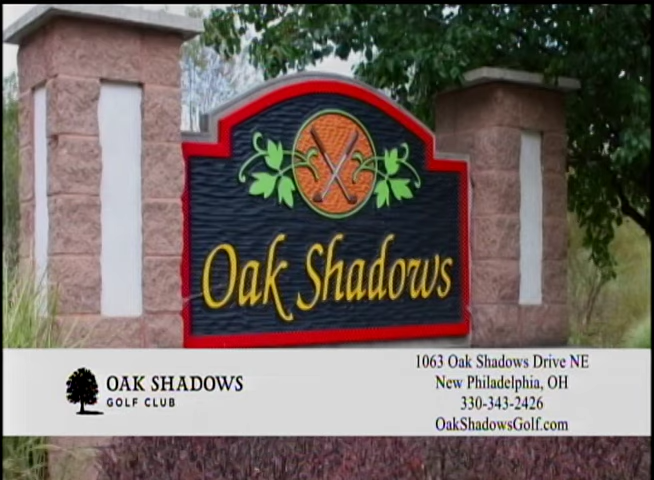 Oak Shadows
OAK SHADOWS
GOLF CLUB
1063 Oak Shadows Drive NE
New Philadelphia, OH
330-343-2426
OakShadowsGolf.com